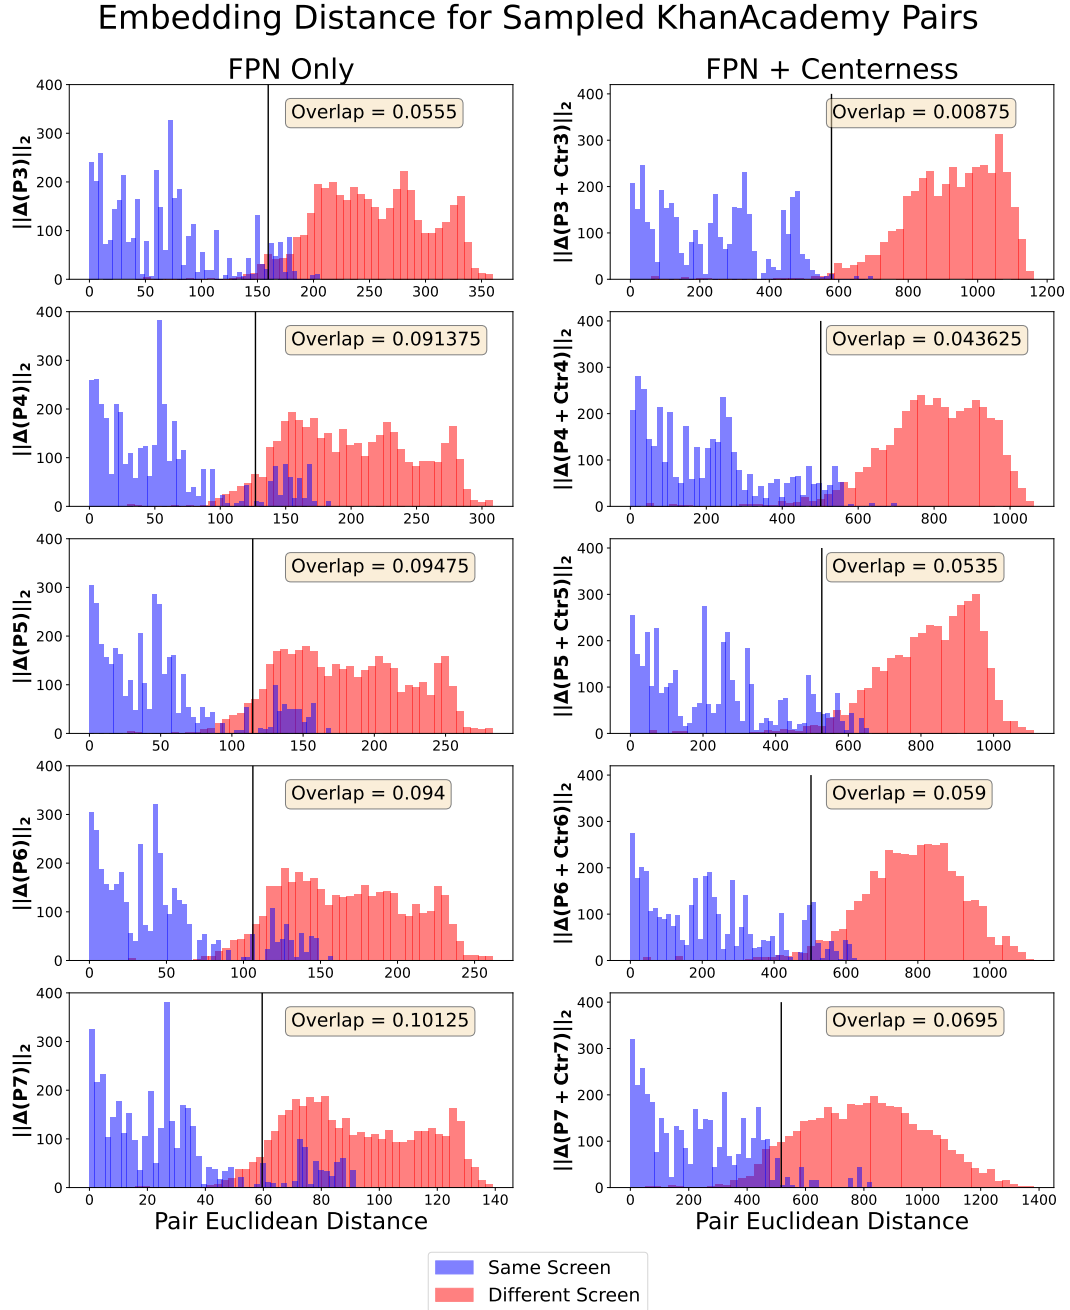 Embedding Distance for Sampled KhanAcademy Pairs
FPN Only
FPN + Centerness
||Δ(P3)||₂
400
300
200
100
0
Overlap = 0.0555
0 50 100 150 200 250 300 350
||Δ(P3 + Ctr3)||₂
400
300
200
100
0
Overlap = 0.00875
0 200 400 600 800 1000 1200
||Δ(P4)||₂
400
300
200
100
0
Overlap = 0.091375
0 50 100 150 200 250 300
||Δ(P4 + Ctr4)||₂
400
300
200
100
0
Overlap = 0.043625
0 200 400 600 800 1000
||Δ(P5)||₂
400
300
200
100
0
Overlap = 0.09475
0 50 100 150 200 250
||Δ(P5 + Ctr5)||₂
400
300
200
100
0
Overlap = 0.0535
0 200 400 600 800 1000
||Δ(P6)||₂
400
300
200
100
0
Overlap = 0.094
0 50 100 150 200 250
||Δ(P6 + Ctr6)||₂
400
300
200
100
0
Overlap = 0.059
0 200 400 600 800 1000
||Δ(P7)||₂
400
300
200
100
0
Overlap = 0.10125
0 20 40 60 80 100 120 140
Pair Euclidean Distance
||Δ(P7 + Ctr7)||₂
400
300
200
100
0
Overlap = 0.0695
0 200 400 600 800 1000 1200 1400
Pair Euclidean Distance
Same Screen
Different Screen